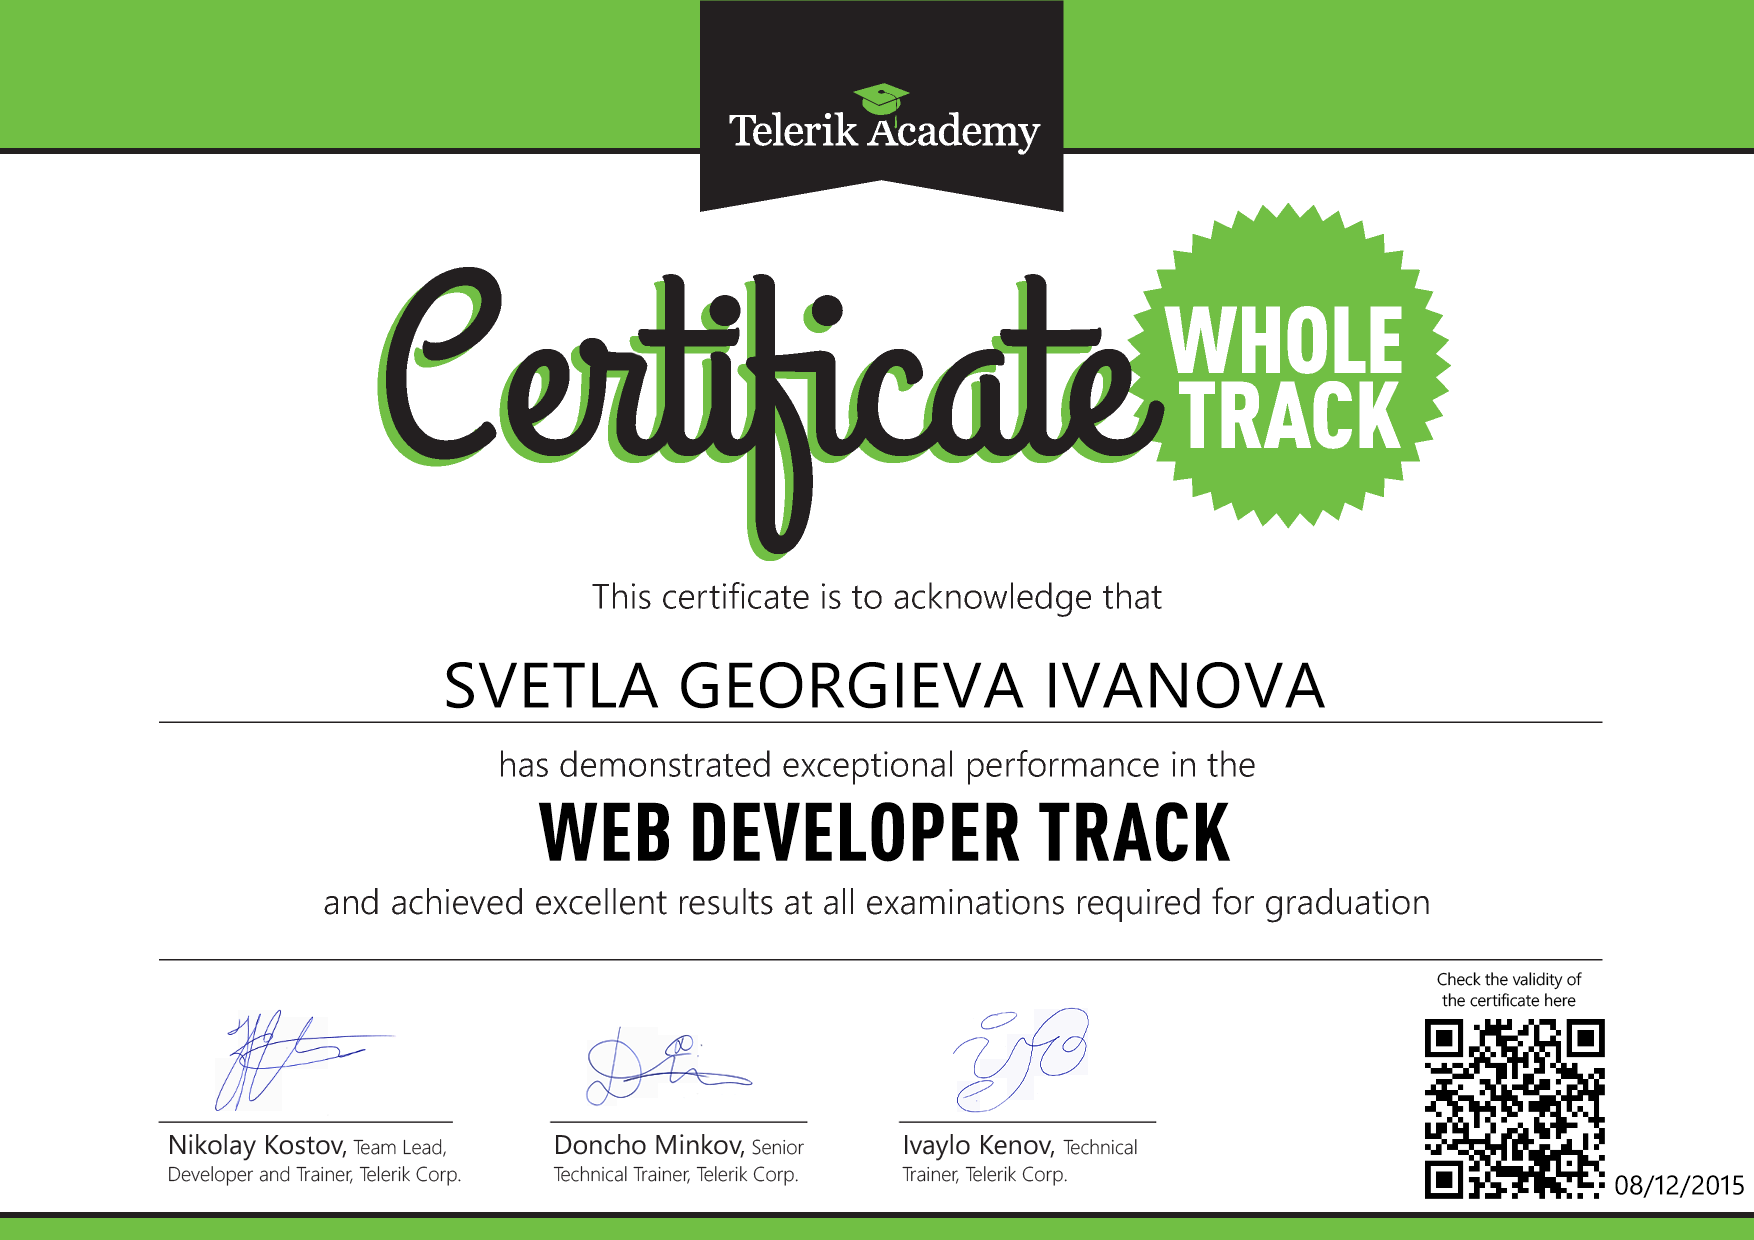 Telerik Academy
Certificate
WHOLE
TRACK
This certificate is to acknowledge that
SVETLA GEORGIEVA IVANOVA
has demonstrated exceptional performance in the
WEB DEVELOPER TRACK
and achieved excellent results at all examinations required for graduation
Check the validity of
the certificate here
Nikolay Kostov, Team Lead,
Developer and Trainer, Telerik Corp.
Doncho Minkov, Senior
Technical Trainer, Telerik Corp.
Ivaylo Kenov, Technical
Trainer, Telerik Corp.
08/12/2015